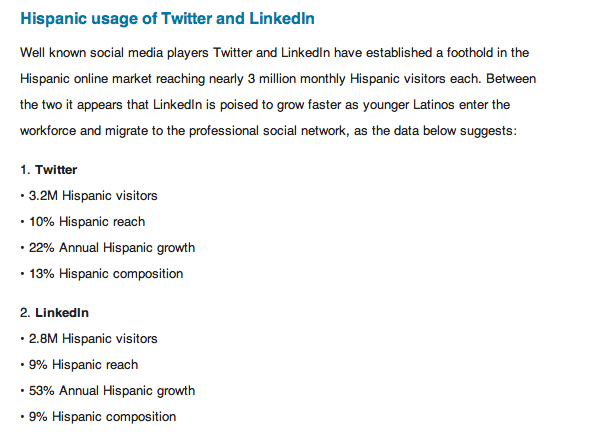 Hispanic usage of Twitter and LinkedIn
Well known social media players Twitter and LinkedIn have established a foothold in the
Hispanic online market reaching nearly 3 million monthly Hispanic visitors each. Between
the two it appears that LinkedIn is poised to grow faster as younger Latinos enter the
workforce and migrate to the professional social network, as the data below suggests:
1. Twitter
• 3.2M Hispanic visitors
• 10% Hispanic reach
• 22% Annual Hispanic growth
• 13% Hispanic composition
2. LinkedIn
• 2.8M Hispanic visitors
• 9% Hispanic reach
• 53% Annual Hispanic growth
• 9% Hispanic composition